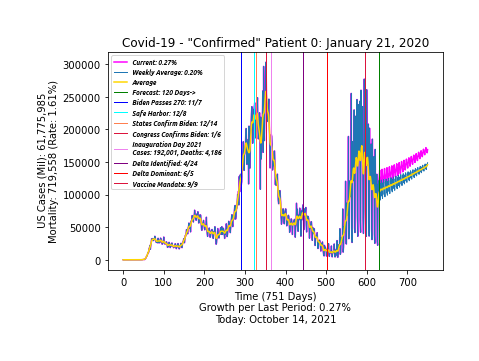 Covid-19 - "Confirmed" Patient 0: January 21, 2020
US Cases (Mil): 61,775,985
Mortality: 719,558 (Rate: 1.61%)
300000
250000
200000
150000
100000
50000
0
Current: 0.27%
Weekly Average: 0.20%
Average
Forecast: 120 Days->
Biden Passes 270: 11/7
Safe Harbor: 12/8
States Confirm Biden: 12/14
Congress Confirms Biden: 1/6
Inauguration Day 2021
Cases: 192,001, Deaths: 4,186
Delta Identified: 4/24
Delta Dominant: 6/5
Vaccine Mandate: 9/9
0 100 200 300 400 500 600 700
Time (751 Days)
Growth per Last Period: 0.27%
Today: October 14, 2021